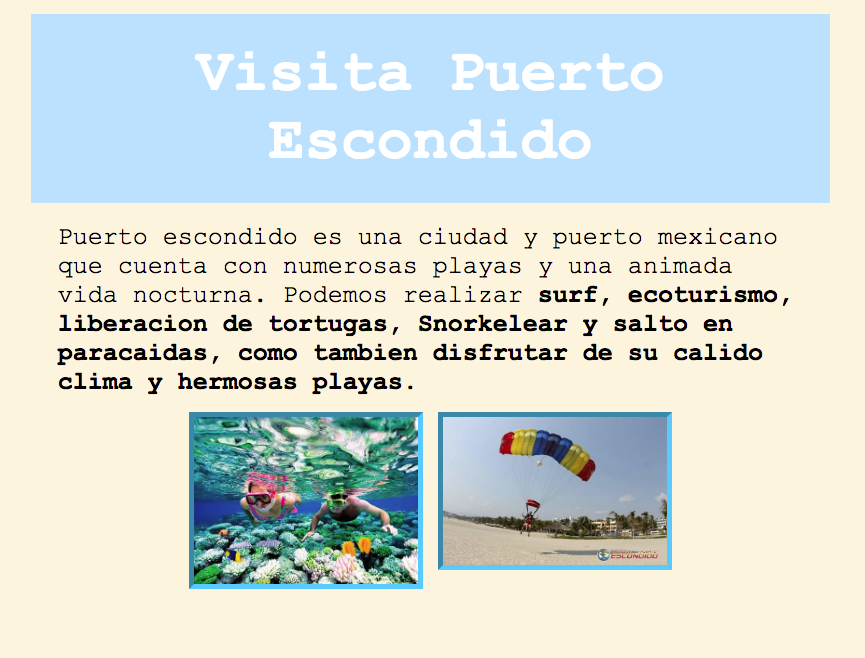 Visita Puerto
Escondido
Puerto escondido es una ciudad y puerto mexicano
que cuenta con numerosas playas y una animada
vida nocturna. Podemos realizar surf, ecoturismo,
liberacion de tortugas, Snorkelear y salto en
paracaidas, como tambien disfrutar de su calido
clima y hermosas playas.
ESCONDIDO